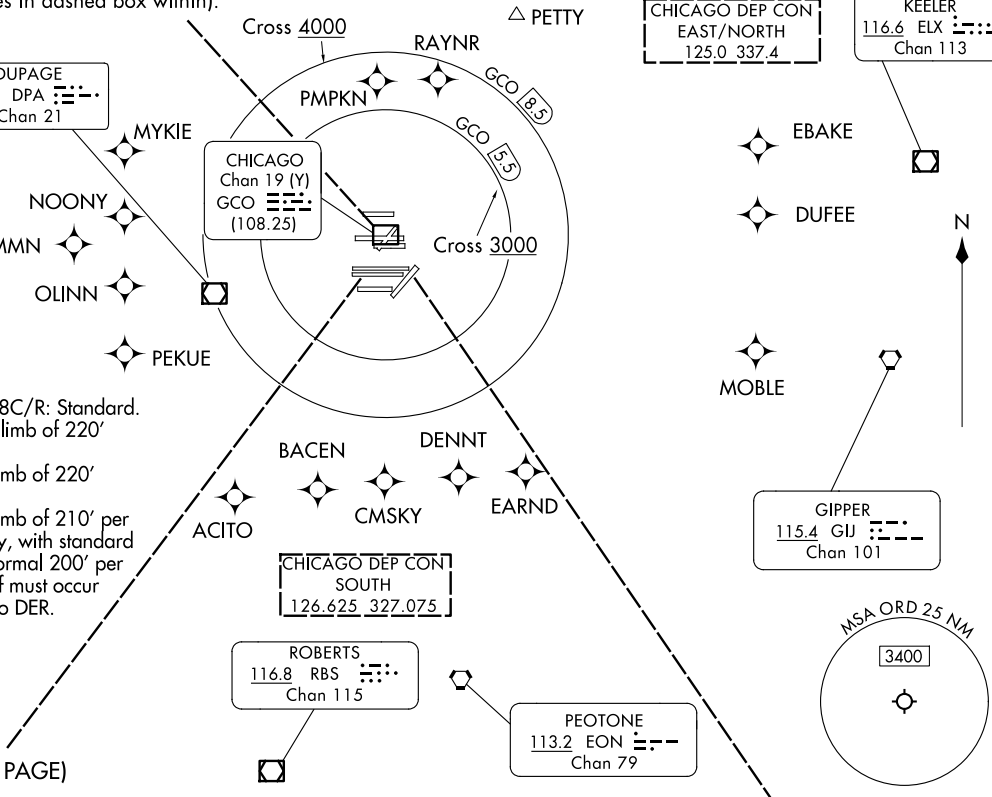 es in dashed box within).
Cross 4000
PETTY
RAYNR
PMPKN
GCO 8.5
GCO 5.5
CHICAGO DEP CON
EAST/NORTH
125.0 337.4
KEELER
116.6 ELX
Chan 113
DUPAGE
DPA
Chan 21
MYKIE
CHICAGO
Chan 19 (Y)
GCO
(108.25)
EBAKE
NOONY
DUFEE
MMN
Cross 3000
N
OLINN
PEKUE
MOBLE
8C/R: Standard.
limb of 220'
mb of 220'
mb of 210' per
y, with standard
ormal 200' per
f must occur
o DER.
BACEN
DENNT
ACITO
CMSKY
EARND
GIPPER
115.4 GIJ
Chan 101
CHICAGO DEP CON
SOUTH
126.625 327.075
MSA ORD 25 NM
3400
ROBERTS
116.8 RBS
Chan 115
PEOTONE
113.2 EON
Chan 79
PAGE)